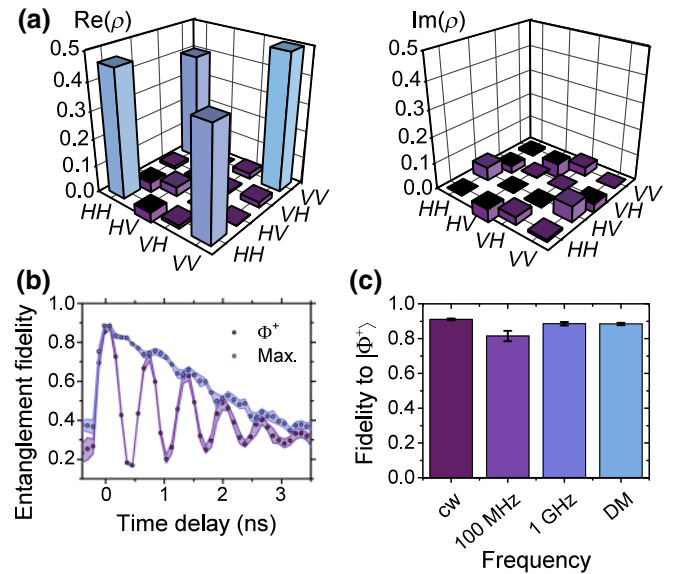 (a) Re(ρ) Im(ρ)
0.5 0.5
0.4 0.4
0.3 0.3
0.2 0.2
0.1 0.1
0.0 0.0
HH HV VH VV HH HV VH VV
HH HV VH VV HH HV VH VV
(b)
Entanglement fidelity
1.0
0.8
0.6
0.4
0.2
Φ⁺
Max.
0 1 2 3
Time delay (ns)
(c)
Fidelity to |Φ⁺⟩
1.0
0.8
0.6
0.4
0.2
0.0
cw 100 MHz 1 GHz DM
Frequency